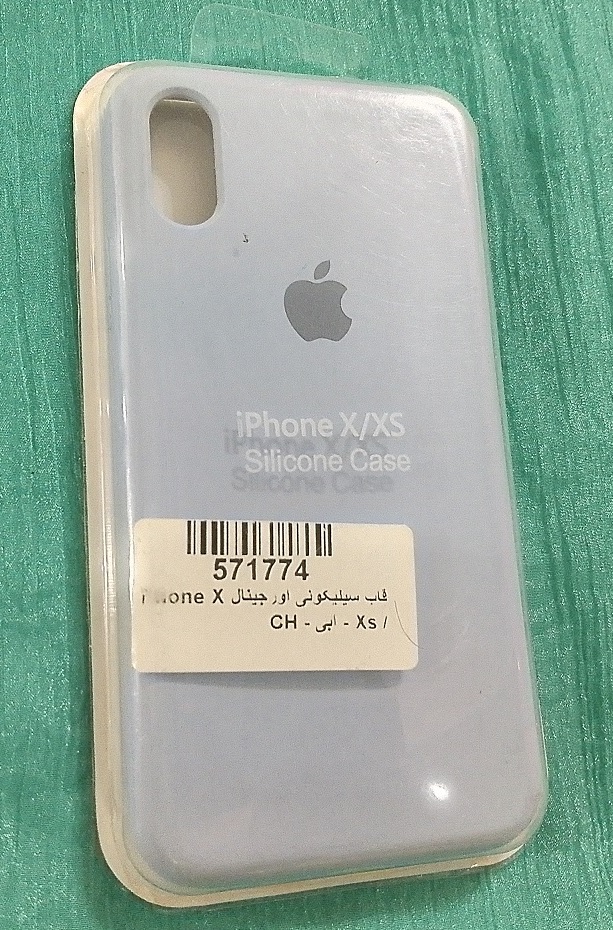 iPhone X/XS
Silicone Case
571774
قاب سیلیکونی اورجینال iPhone X
/ Xs - ابی - CH